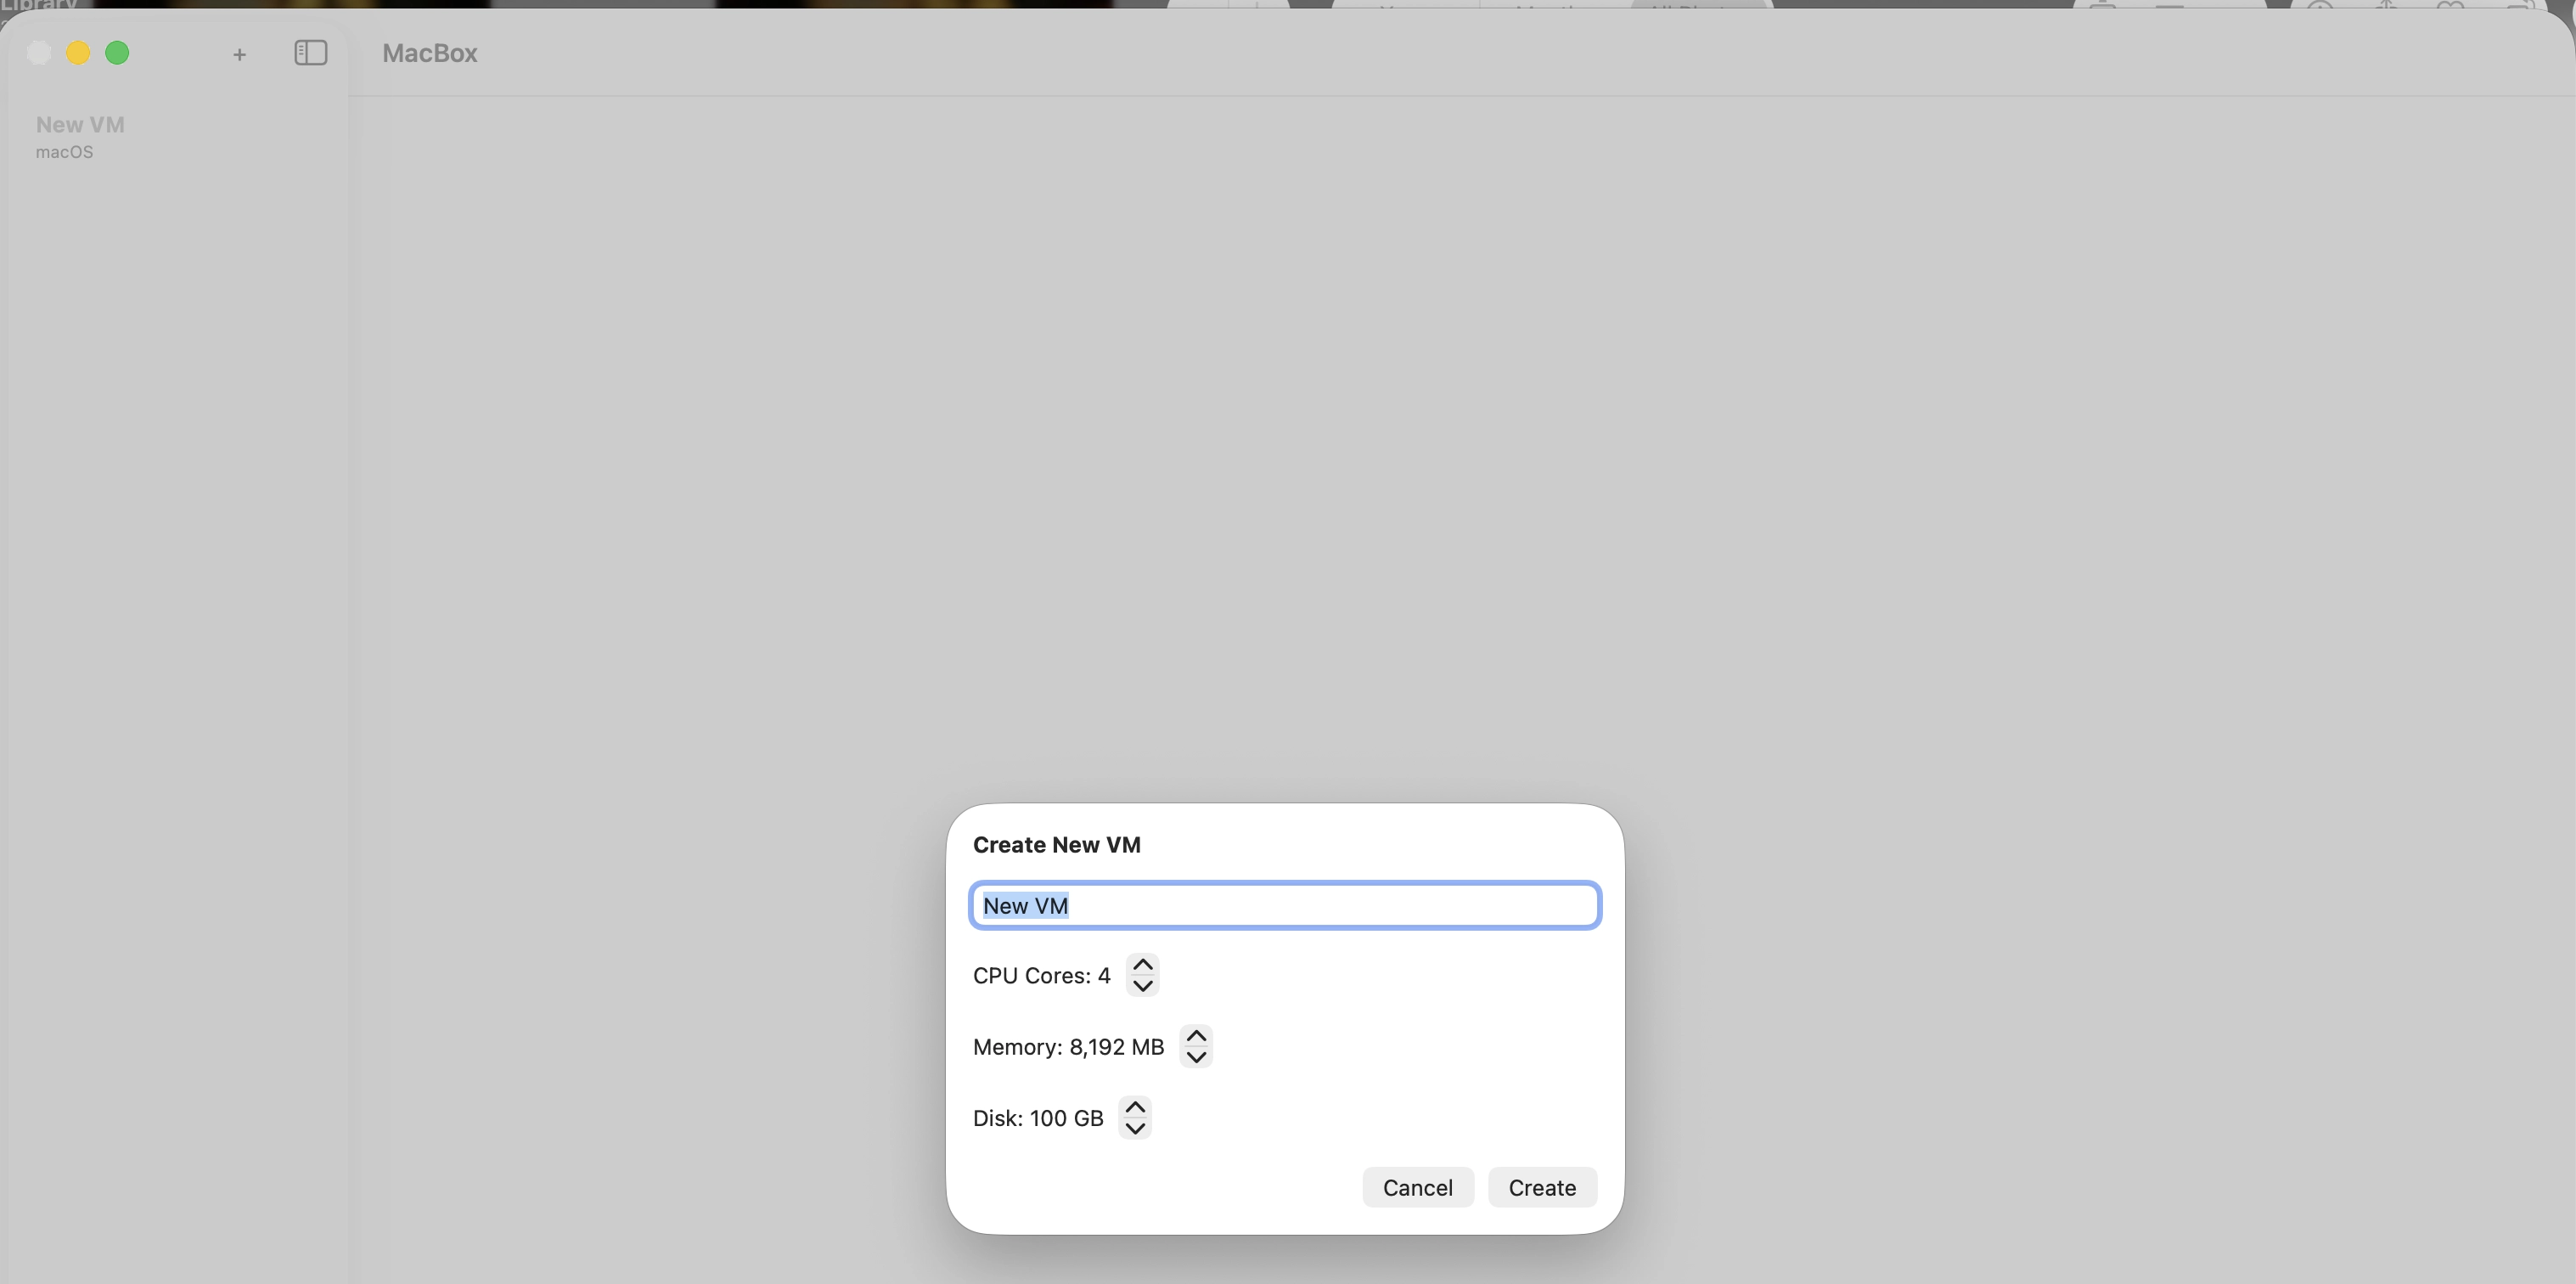 Library
MacBox
New VM
macOS
Create New VM
New VM
CPU Cores: 4
Memory: 8,192 MB
Disk: 100 GB
Cancel
Create